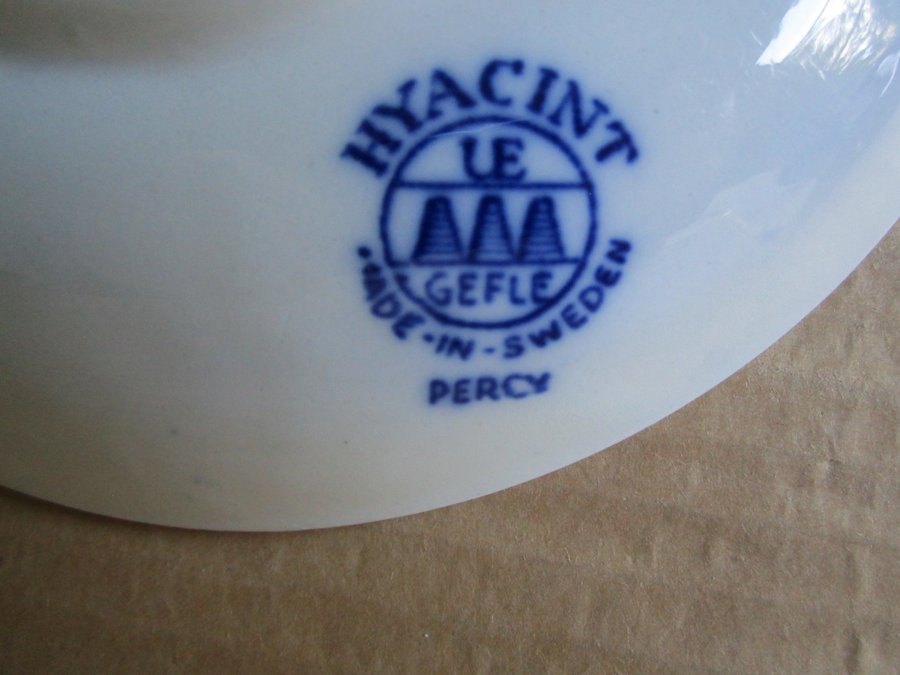 HYACINT
UE
GEFLE
MADE-IN-SWEDEN
PERCY